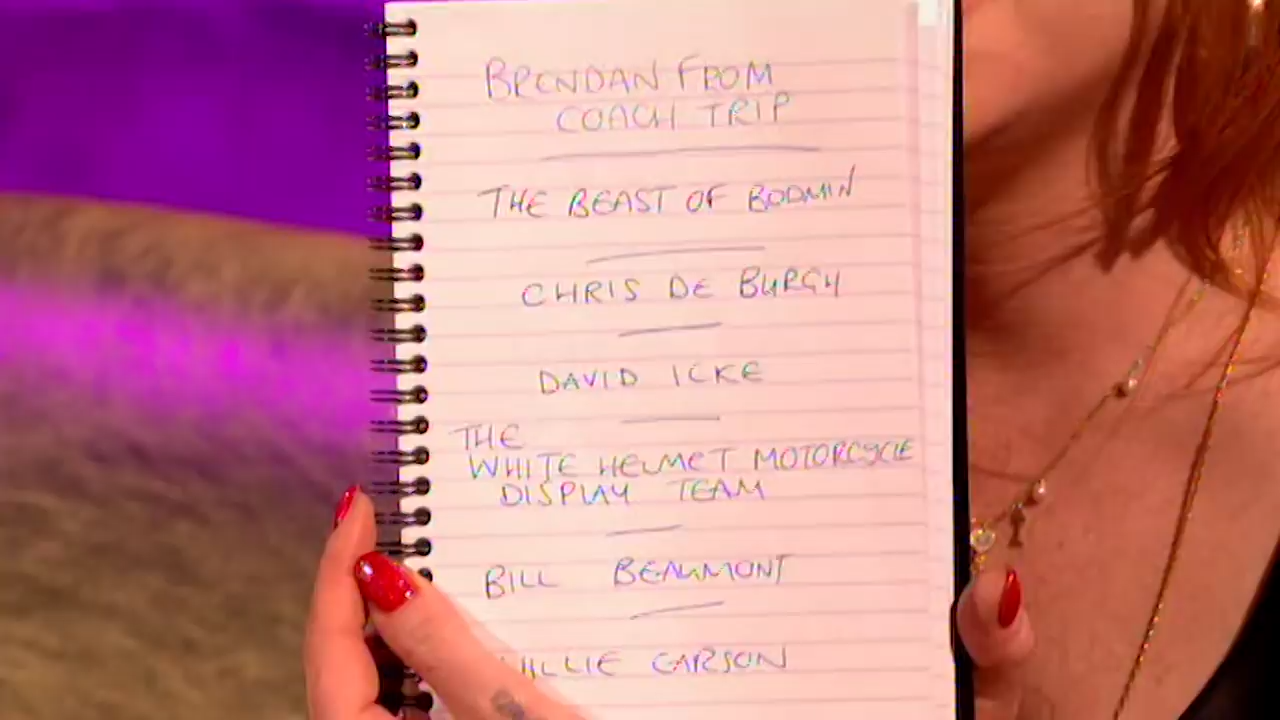 BRENDAN FROM
COACH TRIP
THE BEAST OF BODMIN
CHRIS DE BURGH
DAVID ICKE
THE
WHITE HELMET MOTORCYCLE
DISPLAY TEAM
BILL BEAUMONT
CARSON